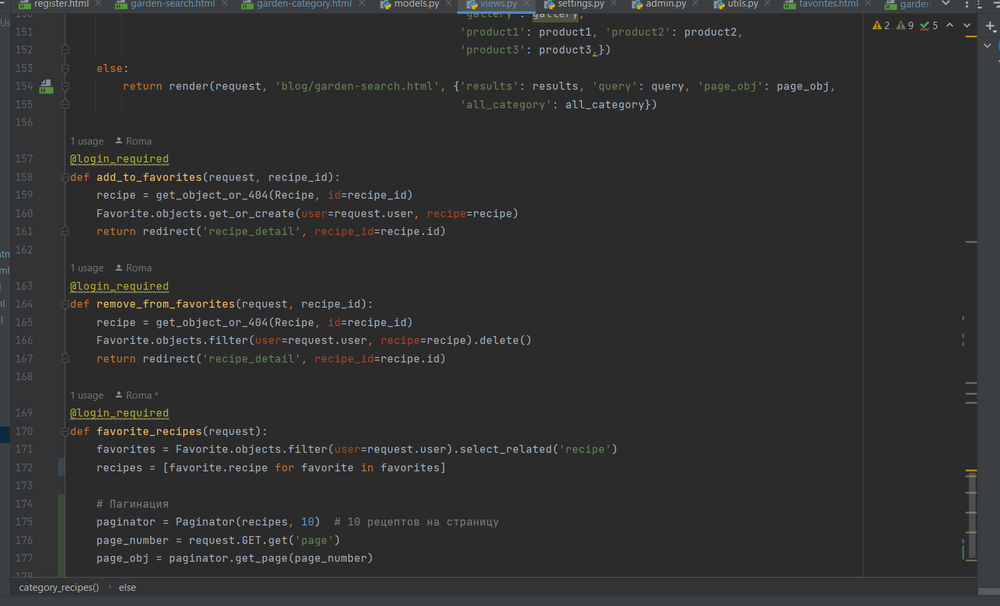 register.html garden-search.html garden-category.html models.py views.py settings.py admin.py utils.py favorites.html garden
Us
'gallery': gallery, 2 9 5
151 'product1': product1, 'product2': product2,
152 'product3': product3,})
153 else:
154 return render(request, 'blog/garden-search.html', {'results': results, 'query': query, 'page_obj': page_obj,
155 'all_category': all_category})
156
1 usage Roma
157 @login_required
158 def add_to_favorites(request, recipe_id):
159 recipe = get_object_or_404(Recipe, id=recipe_id)
160 Favorite.objects.get_or_create(user=request.user, recipe=recipe)
161 return redirect('recipe_detail', recipe_id=recipe.id)
162
1 usage Roma
163 @login_required
164 def remove_from_favorites(request, recipe_id):
165 recipe = get_object_or_404(Recipe, id=recipe_id)
166 Favorite.objects.filter(user=request.user, recipe=recipe).delete()
167 return redirect('recipe_detail', recipe_id=recipe.id)
168
1 usage Roma *
169 @login_required
170 def favorite_recipes(request):
171 favorites = Favorite.objects.filter(user=request.user).select_related('recipe')
172 recipes = [favorite.recipe for favorite in favorites]
173
174 # Пагинация
175 paginator = Paginator(recipes, 10) # 10 рецептов на страницу
176 page_number = request.GET.get('page')
177 page_obj = paginator.get_page(page_number)
178
category_recipes() › else